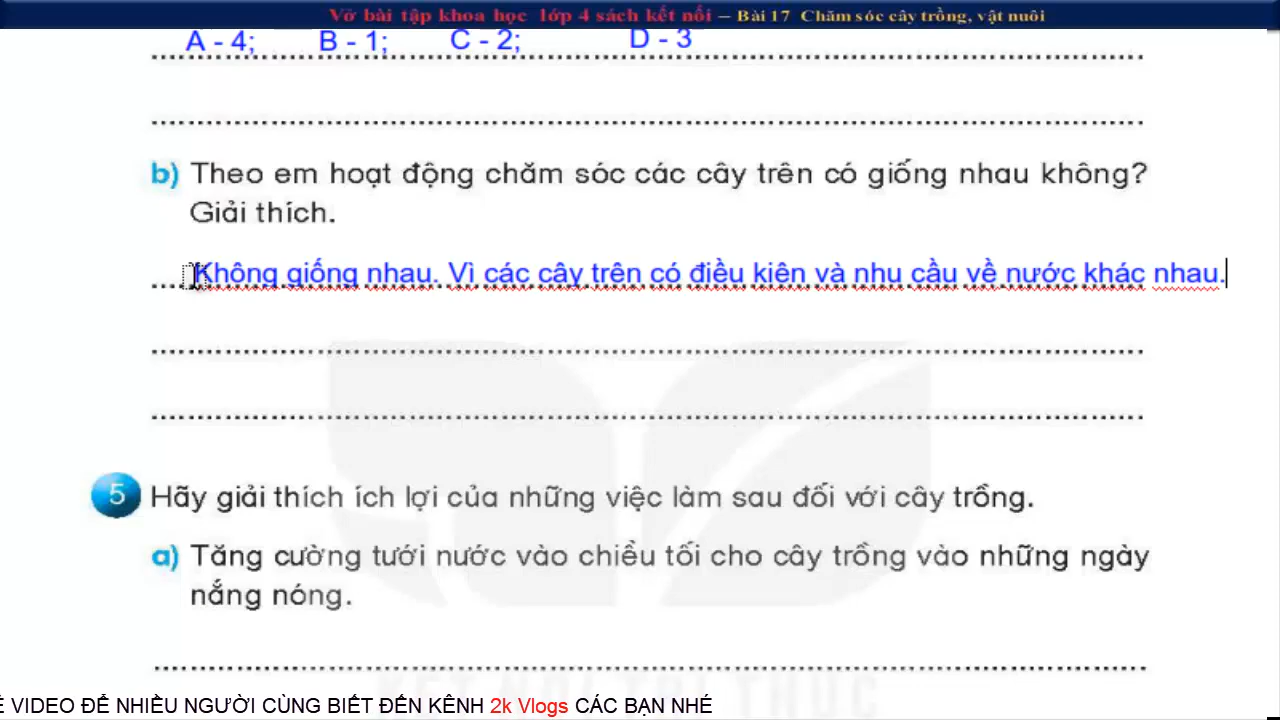 Vở bài tập khoa học lớp 4 sách kết nối – Bài 17 Chăm sóc cây trồng, vật nuôi
A - 4; B - 1; C - 2; D - 3
b) Theo em hoạt động chăm sóc các cây trên có giống nhau không?
Giải thích.
Không giống nhau. Vì các cây trên có điều kiên và nhu cầu về nước khác nhau.
5 Hãy giải thích ích lợi của những việc làm sau đối với cây trồng.
a) Tăng cường tưới nước vào chiều tối cho cây trồng vào những ngày
nắng nóng.
KẾT NỐI TRI THỨC
VIDEO ĐỂ NHIỀU NGƯỜI CÙNG BIẾT ĐẾN KÊNH 2k Vlogs CÁC BẠN NHÉ